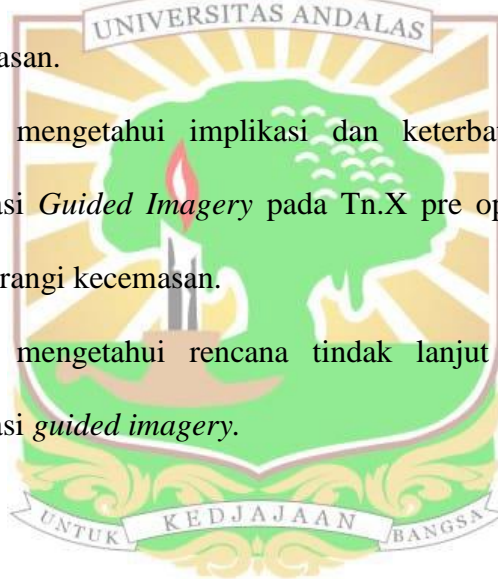 UNIVERSITAS ANDALAS
asan.
mengetahui implikasi dan keterba
asi Guided Imagery pada Tn.X pre op
rangi kecemasan.
mengetahui rencana tindak lanjut
asi guided imagery.
UNTUK KEDJAJAAN BANGSA